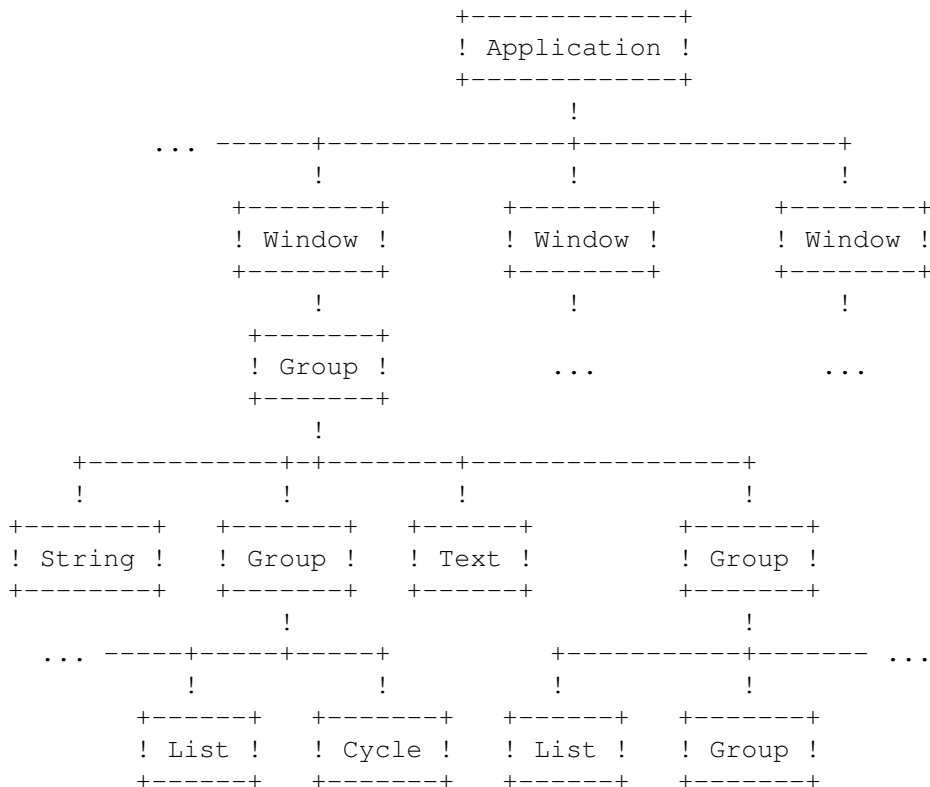 Application
...
Window Window Window
Group ... ...
String Group Text Group
... ...
List Cycle List Group